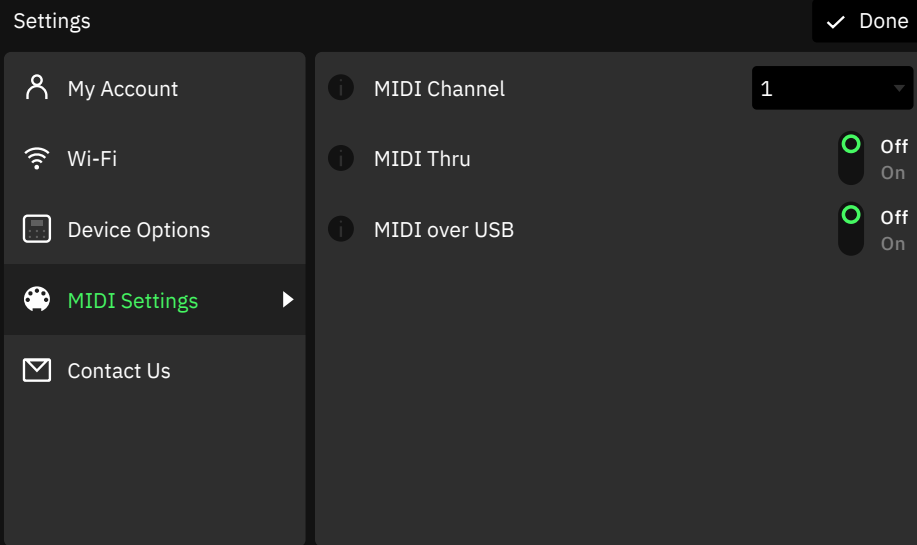 Settings
Done
My Account
Wi-Fi
Device Options
MIDI Settings
Contact Us
MIDI Channel
1
MIDI Thru
Off
On
MIDI over USB
Off
On